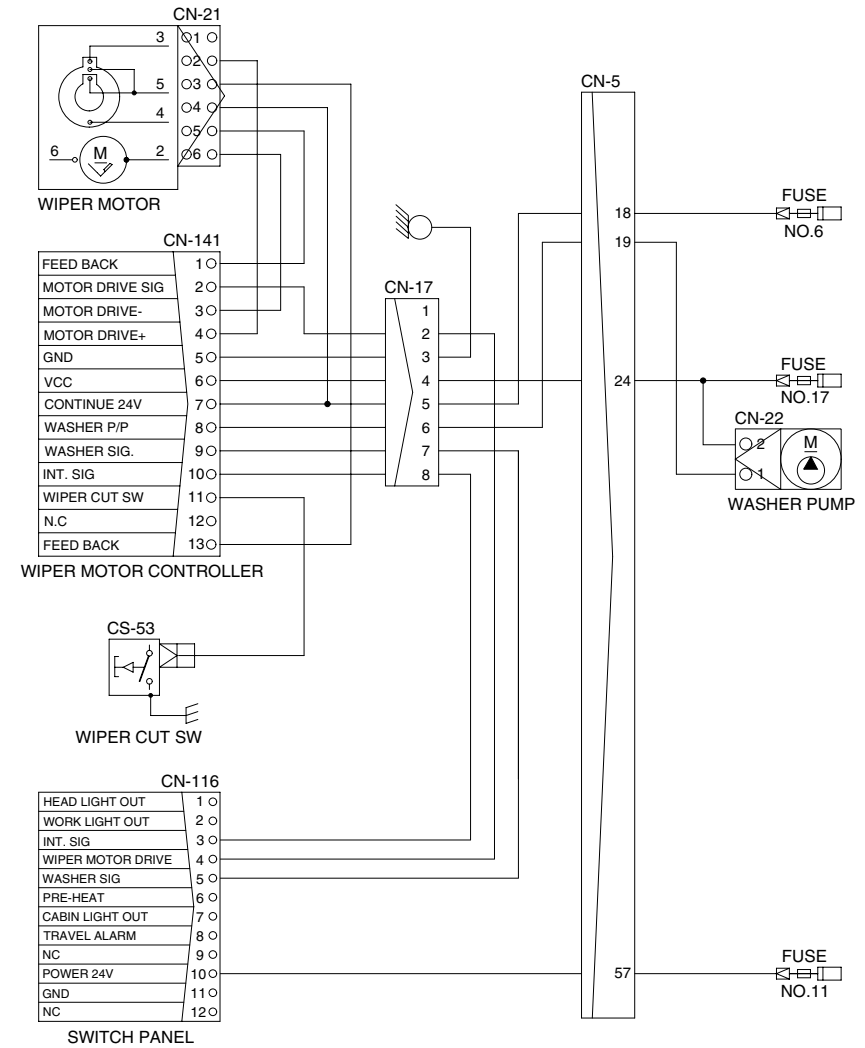 CN-21
3
1
2
5
3
4
4
5
6
M
2
6
WIPER MOTOR
CN-141
FEED BACK 1
MOTOR DRIVE SIG 2
MOTOR DRIVE- 3
MOTOR DRIVE+ 4
GND 5
VCC 6
CONTINUE 24V 7
WASHER P/P 8
WASHER SIG. 9
INT. SIG 10
WIPER CUT SW 11
N.C 12
FEED BACK 13
WIPER MOTOR CONTROLLER
CN-17
1
2
3
4
5
6
7
8
CN-5
18
19
24
57
FUSE
NO.6
FUSE
NO.17
CN-22
2
1
M
WASHER PUMP
CS-53
WIPER CUT SW
CN-116
HEAD LIGHT OUT 1
WORK LIGHT OUT 2
INT. SIG 3
WIPER MOTOR DRIVE 4
WASHER SIG 5
PRE-HEAT 6
CABIN LIGHT OUT 7
TRAVEL ALARM 8
NC 9
POWER 24V 10
GND 11
NC 12
SWITCH PANEL
FUSE
NO.11